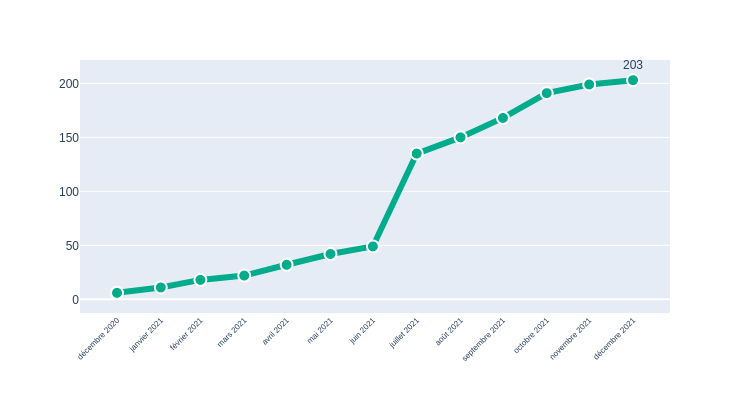 203
200
150
100
50
0
décembre 2020
janvier 2021
février 2021
mars 2021
avril 2021
mai 2021
juin 2021
juillet 2021
août 2021
septembre 2021
octobre 2021
novembre 2021
décembre 2021